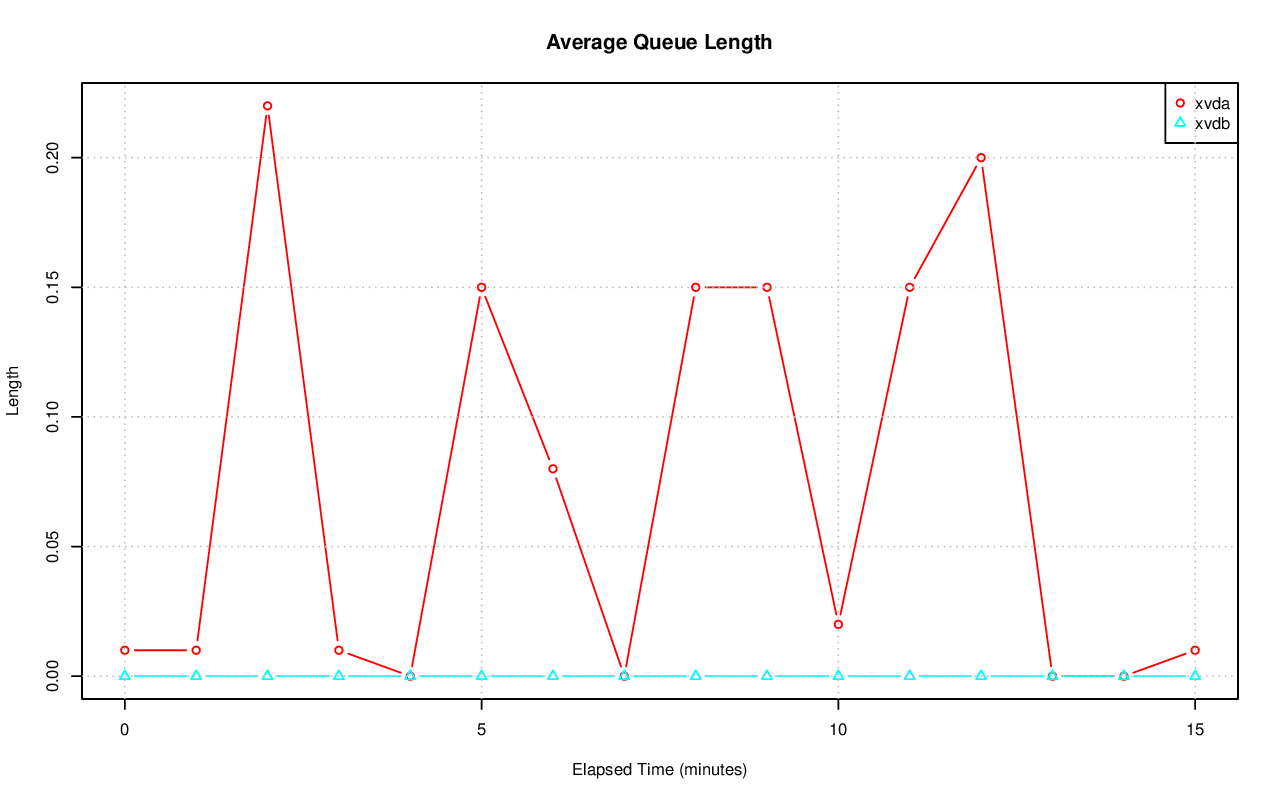 Average Queue Length
xvda
xvdb
Length
0.20
0.15
0.10
0.05
0.00
0 5 10 15
Elapsed Time (minutes)